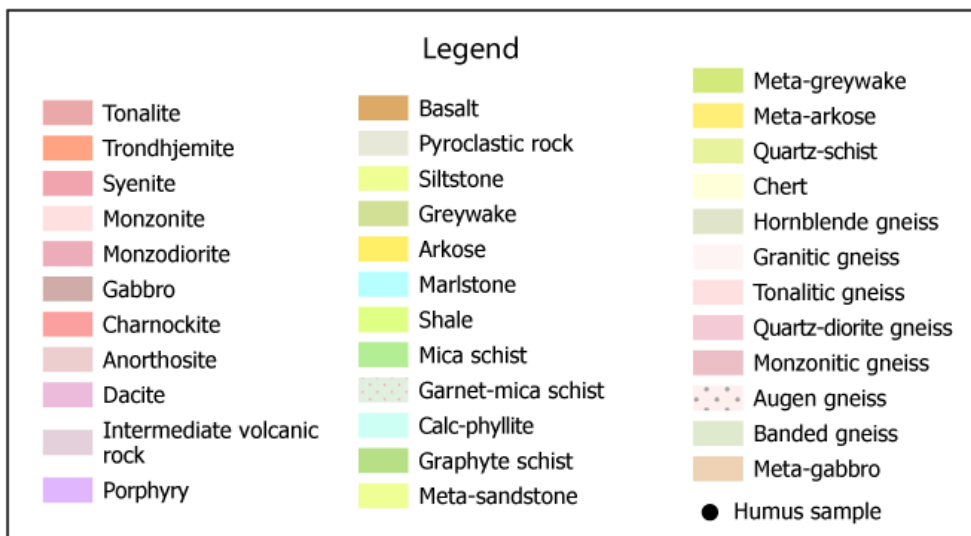 Legend
Tonalite
Trondhjemite
Syenite
Monzonite
Monzodiorite
Gabbro
Charnockite
Anorthosite
Dacite
Intermediate volcanic
rock
Porphyry
Basalt
Pyroclastic rock
Siltstone
Greywake
Arkose
Marlstone
Shale
Mica schist
Garnet-mica schist
Calc-phyllite
Graphyte schist
Meta-sandstone
Meta-greywake
Meta-arkose
Quartz-schist
Chert
Hornblende gneiss
Granitic gneiss
Tonalitic gneiss
Quartz-diorite gneiss
Monzonitic gneiss
Augen gneiss
Banded gneiss
Meta-gabbro
Humus sample